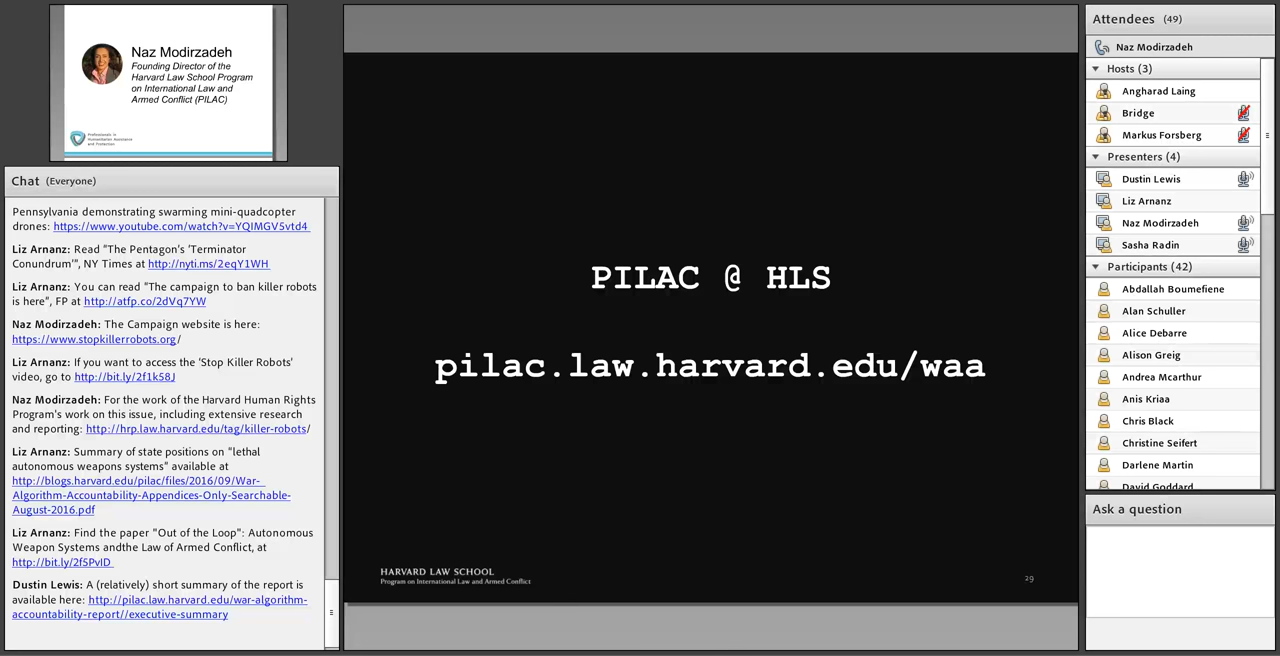 Naz Modirzadeh
Founding Director of the
Harvard Law School Program
on International Law and
Armed Conflict (PILAC)
Professionals in
Humanitarian Assistance
and Protection
Chat (Everyone)
Pennsylvania demonstrating swarming mini-quadcopter
drones: https://www.youtube.com/watch?v=YQIMGV5vtd4
Liz Arnanz: Read "The Pentagon's 'Terminator
Conundrum'", NY Times at http://nyti.ms/2eqY1WH
Liz Arnanz: You can read "The campaign to ban killer robots
is here", FP at http://atfp.co/2dVq7YW
Naz Modirzadeh: The Campaign website is here:
https://www.stopkillerrobots.org/
Liz Arnanz: If you want to access the 'Stop Killer Robots'
video, go to http://bit.ly/2f1k58J
Naz Modirzadeh: For the work of the Harvard Human Rights
Program's work on this issue, including extensive research
and reporting: http://hrp.law.harvard.edu/tag/killer-robots/
Liz Arnanz: Summary of state positions on "lethal
autonomous weapons systems" available at
http://blogs.harvard.edu/pilac/files/2016/09/War-
Algorithm-Accountability-Appendices-Only-Searchable-
August-2016.pdf
Liz Arnanz: Find the paper "Out of the Loop": Autonomous
Weapon Systems andthe Law of Armed Conflict, at
http://bit.ly/2f5PvID
Dustin Lewis: A (relatively) short summary of the report is
available here: http://pilac.law.harvard.edu/war-algorithm-
accountability-report//executive-summary
PILAC @ HLS
pilac.law.harvard.edu/waa
HARVARD LAW SCHOOL
Program on International Law and Armed Conflict
29
Attendees (49)
Naz Modirzadeh
Hosts (3)
Angharad Laing
Bridge
Markus Forsberg
Presenters (4)
Dustin Lewis
Liz Arnanz
Naz Modirzadeh
Sasha Radin
Participants (42)
Abdallah Boumefiene
Alan Schuller
Alice Debarre
Alison Greig
Andrea Mcarthur
Anis Kriaa
Chris Black
Christine Seifert
Darlene Martin
David Goddard
Ask a question